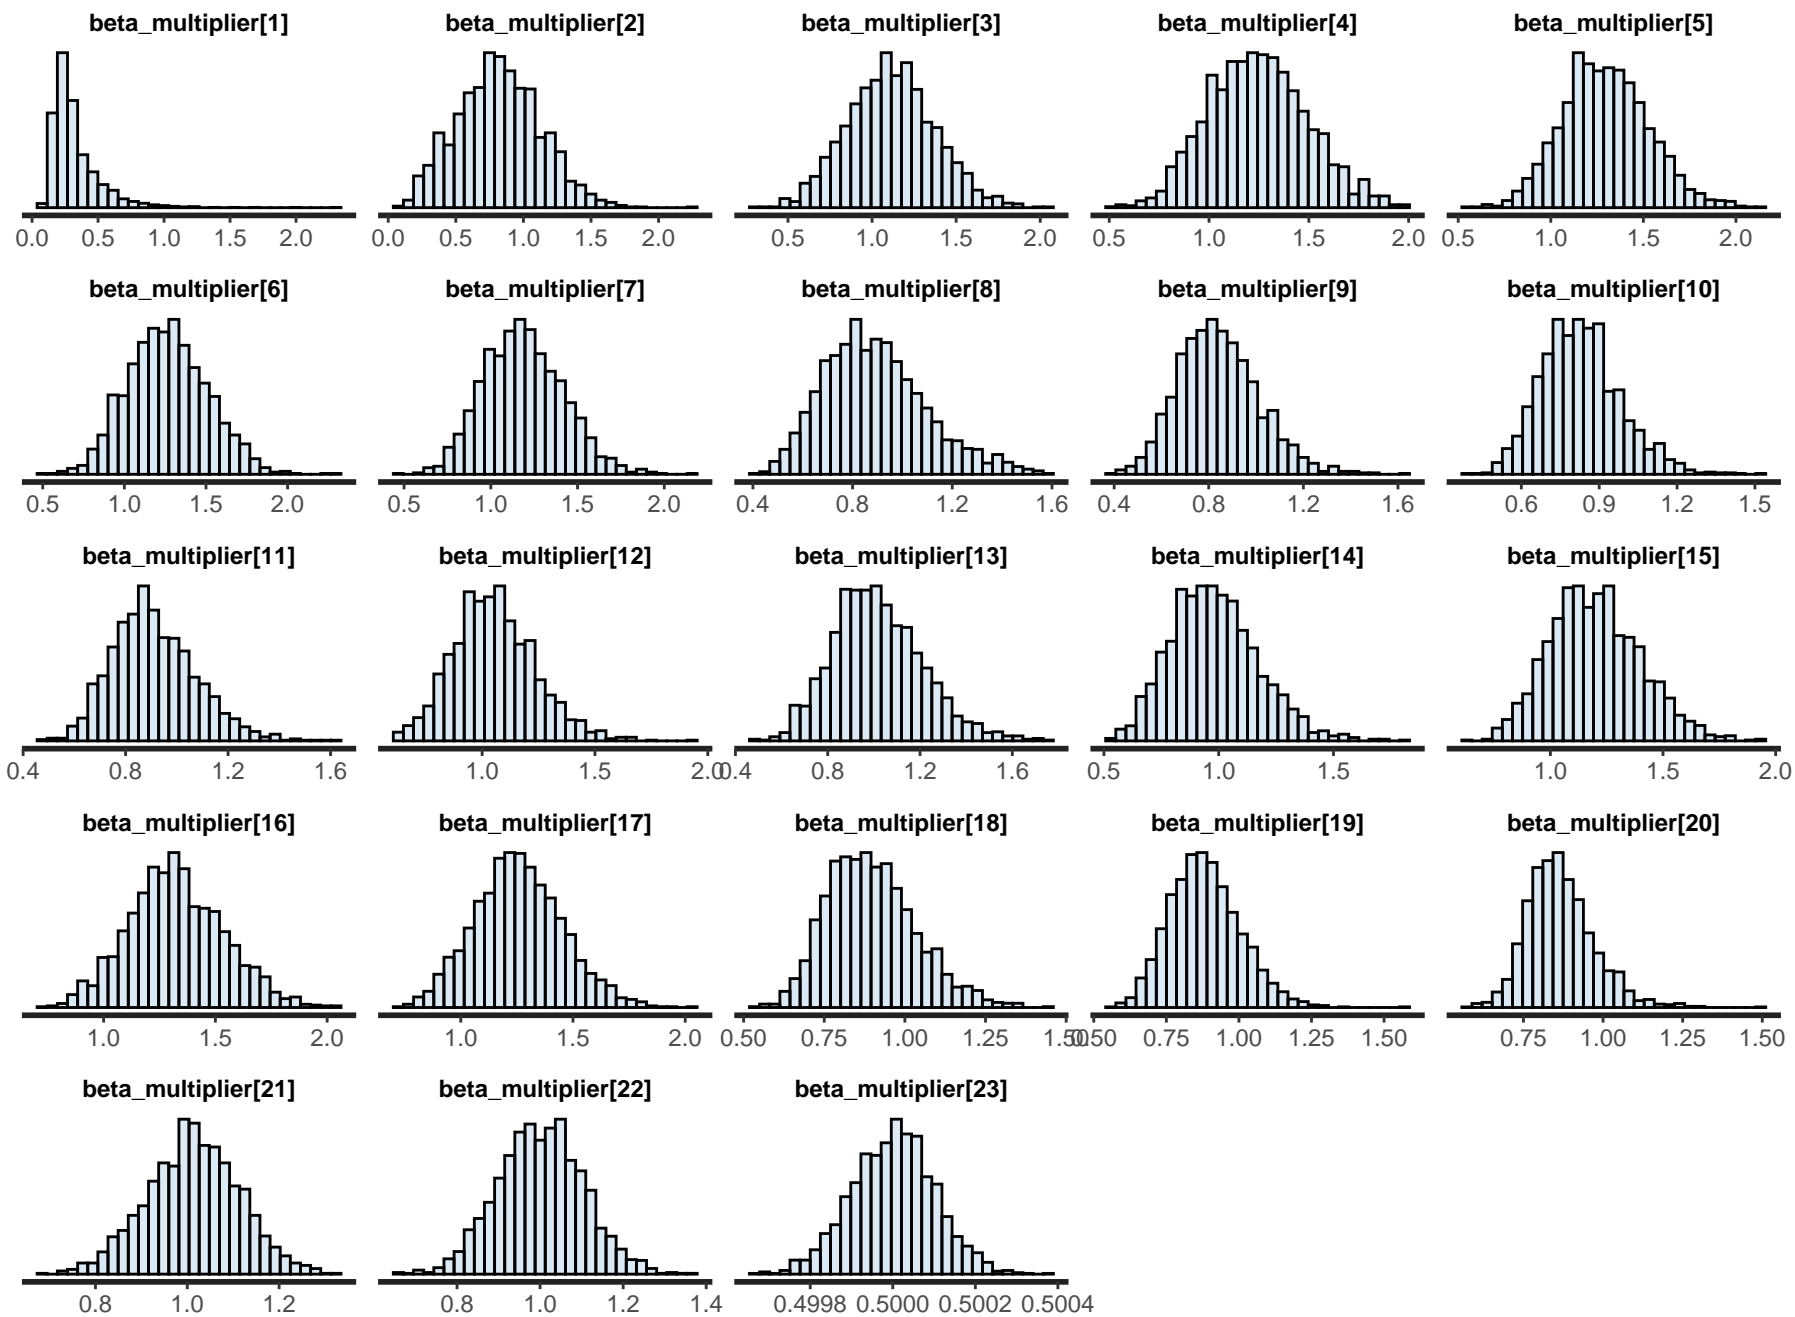 beta_multiplier[1] beta_multiplier[2] beta_multiplier[3] beta_multiplier[4] beta_multiplier[5]
0.0 0.5 1.0 1.5 2.0 0.0 0.5 1.0 1.5 2.0 0.5 1.0 1.5 2.0 0.5 1.0 1.5 2.0 0.5 1.0 1.5 2.0
beta_multiplier[6] beta_multiplier[7] beta_multiplier[8] beta_multiplier[9] beta_multiplier[10]
0.5 1.0 1.5 2.0 0.5 1.0 1.5 2.0 0.4 0.8 1.2 1.6 0.4 0.8 1.2 1.6 0.6 0.9 1.2 1.5
beta_multiplier[11] beta_multiplier[12] beta_multiplier[13] beta_multiplier[14] beta_multiplier[15]
0.4 0.8 1.2 1.6 1.0 1.5 2.0 0.4 0.8 1.2 1.6 0.5 1.0 1.5 1.0 1.5 2.0
beta_multiplier[16] beta_multiplier[17] beta_multiplier[18] beta_multiplier[19] beta_multiplier[20]
1.0 1.5 2.0 1.0 1.5 2.0 0.50 0.75 1.00 1.25 1.50 0.50 0.75 1.00 1.25 1.50 0.75 1.00 1.25 1.50
beta_multiplier[21] beta_multiplier[22] beta_multiplier[23]
0.8 1.0 1.2 0.8 1.0 1.2 1.4 0.4998 0.5000 0.5002 0.5004